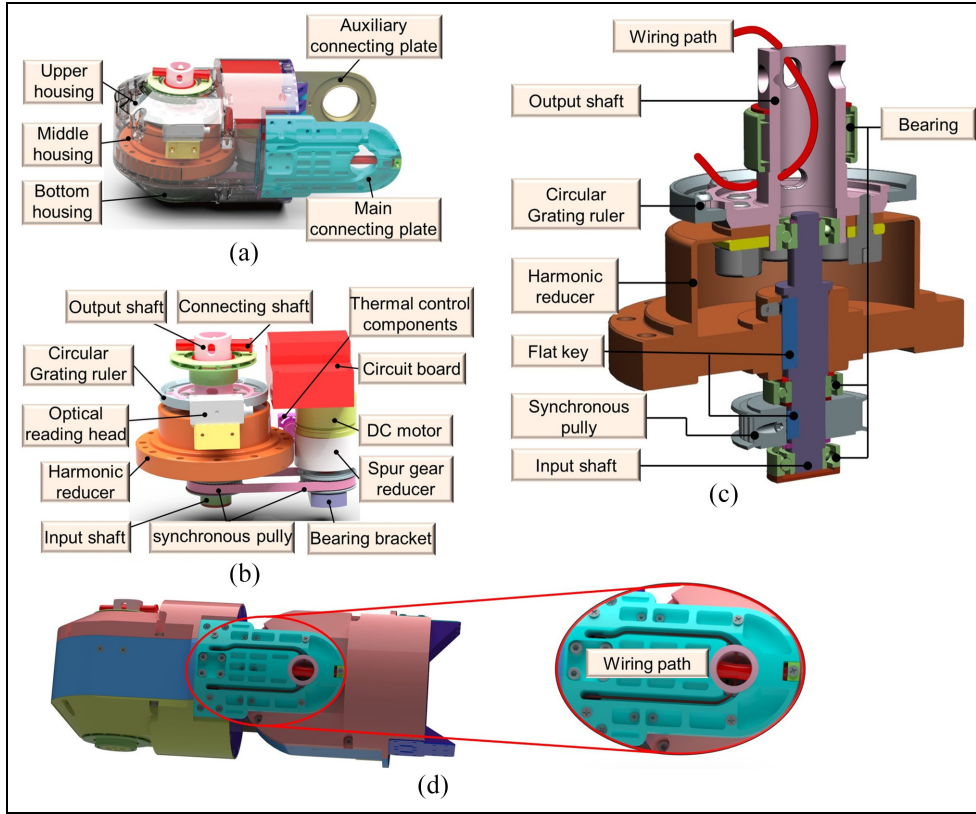 Auxiliary
connecting plate
Upper
housing
Middle
housing
Bottom
housing
Main
connecting plate
(a)
Output shaft
Connecting shaft
Thermal control
components
Circular
Grating ruler
Circuit board
Optical
reading head
DC motor
Harmonic
reducer
Spur gear
reducer
Input shaft
synchronous pully
Bearing bracket
(b)
Wiring path
Output shaft
Bearing
Circular
Grating ruler
Harmonic
reducer
Flat key
Synchronous
pully
Input shaft
(c)
Wiring path
(d)